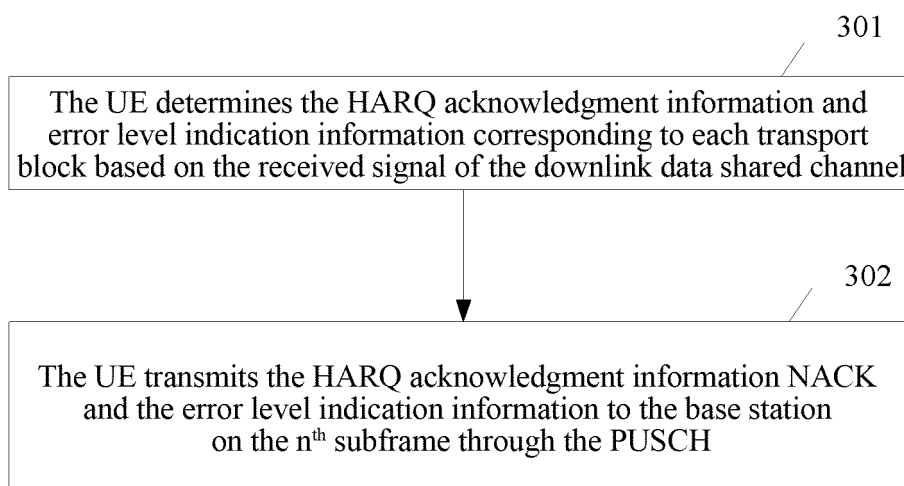 301
The UE determines the HARQ acknowledgment information and
error level indication information corresponding to each transport
block based on the received signal of the downlink data shared channel
302
The UE transmits the HARQ acknowledgment information NACK
and the error level indication information to the base station
on the nth subframe through the PUSCH